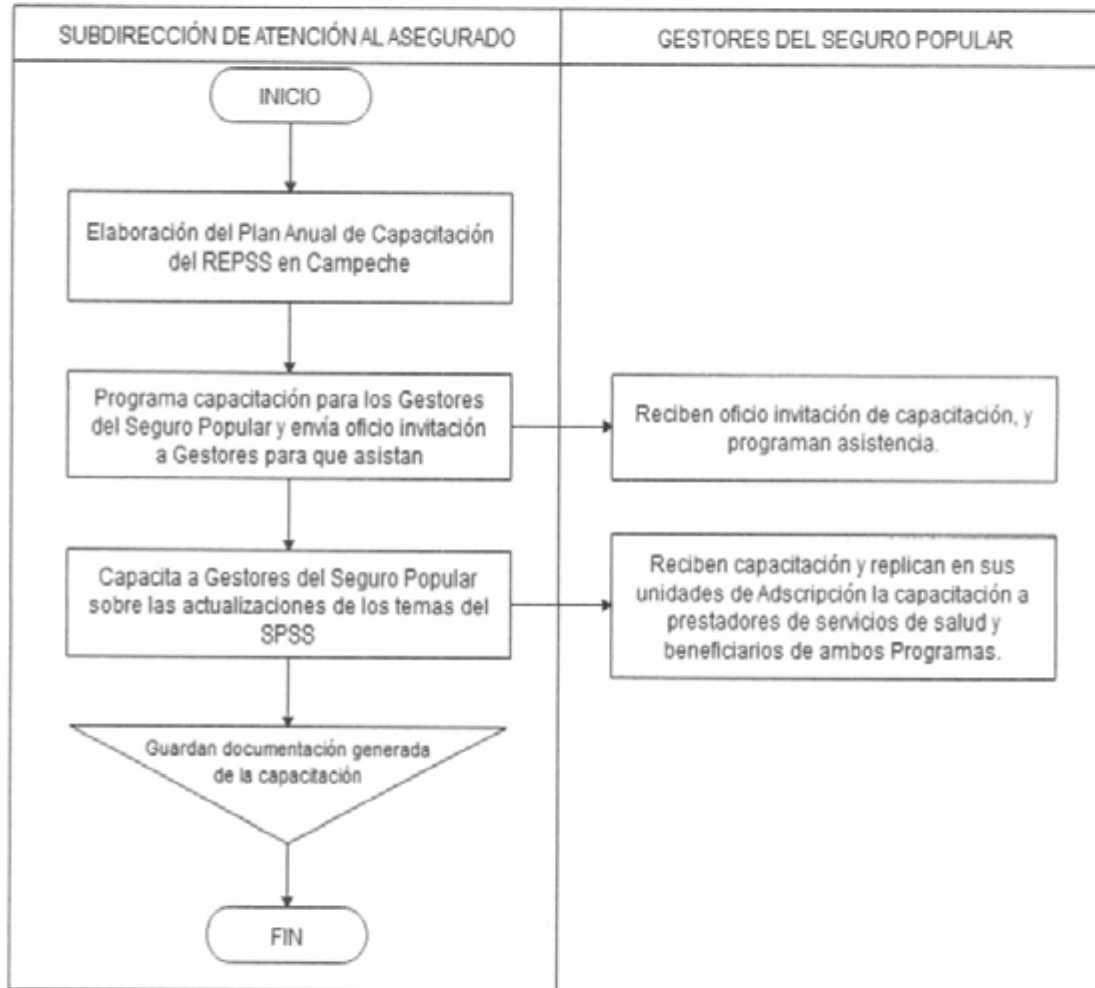 SUBDIRECCIÓN DE ATENCIÓN AL ASEGURADO
GESTORES DEL SEGURO POPULAR
INICIO
Elaboración del Plan Anual de Capacitación
del REPSS en Campeche
Programa capacitación para los Gestores
del Seguro Popular y envía oficio invitación
a Gestores para que asistan
Reciben oficio invitación de capacitación, y
programan asistencia.
Capacita a Gestores del Seguro Popular
sobre las actualizaciones de los temas del
SPSS
Reciben capacitación y replican en sus
unidades de Adscripción la capacitación a
prestadores de servicios de salud y
beneficiarios de ambos Programas.
Guardan documentación generada
de la capacitación
FIN